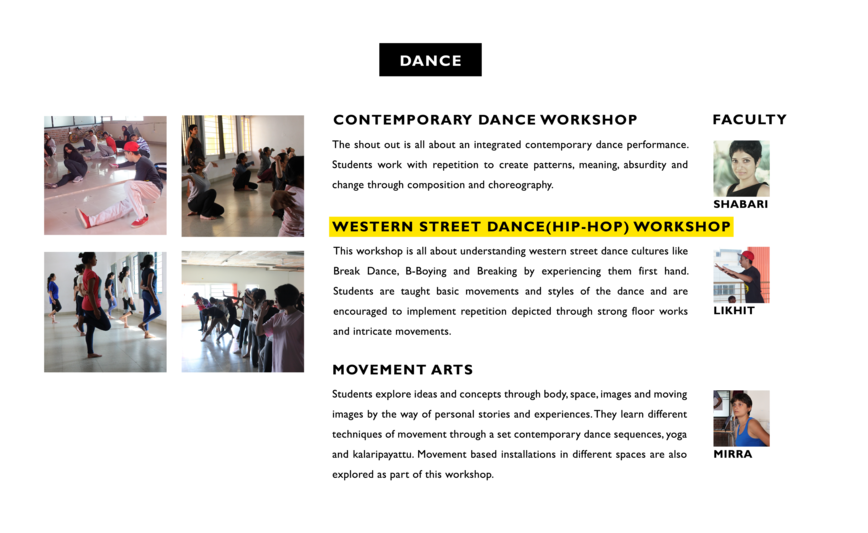 DANCE
CONTEMPORARY DANCE WORKSHOP
The shout out is all about an integrated contemporary dance performance.
Students work with repetition to create patterns, meaning, absurdity and
change through composition and choreography.
FACULTY
SHABARI
WESTERN STREET DANCE(HIP-HOP) WORKSHOP
This workshop is all about understanding western street dance cultures like
Break Dance, B-Boying and Breaking by experiencing them first hand.
Students are taught basic movements and styles of the dance and are
encouraged to implement repetition depicted through strong floor works
and intricate movements.
LIKHIT
MOVEMENT ARTS
Students explore ideas and concepts through body, space, images and moving
images by the way of personal stories and experiences. They learn different
techniques of movement through a set contemporary dance sequences, yoga
and kalaripayattu. Movement based installations in different spaces are also
explored as part of this workshop.
MIRRA